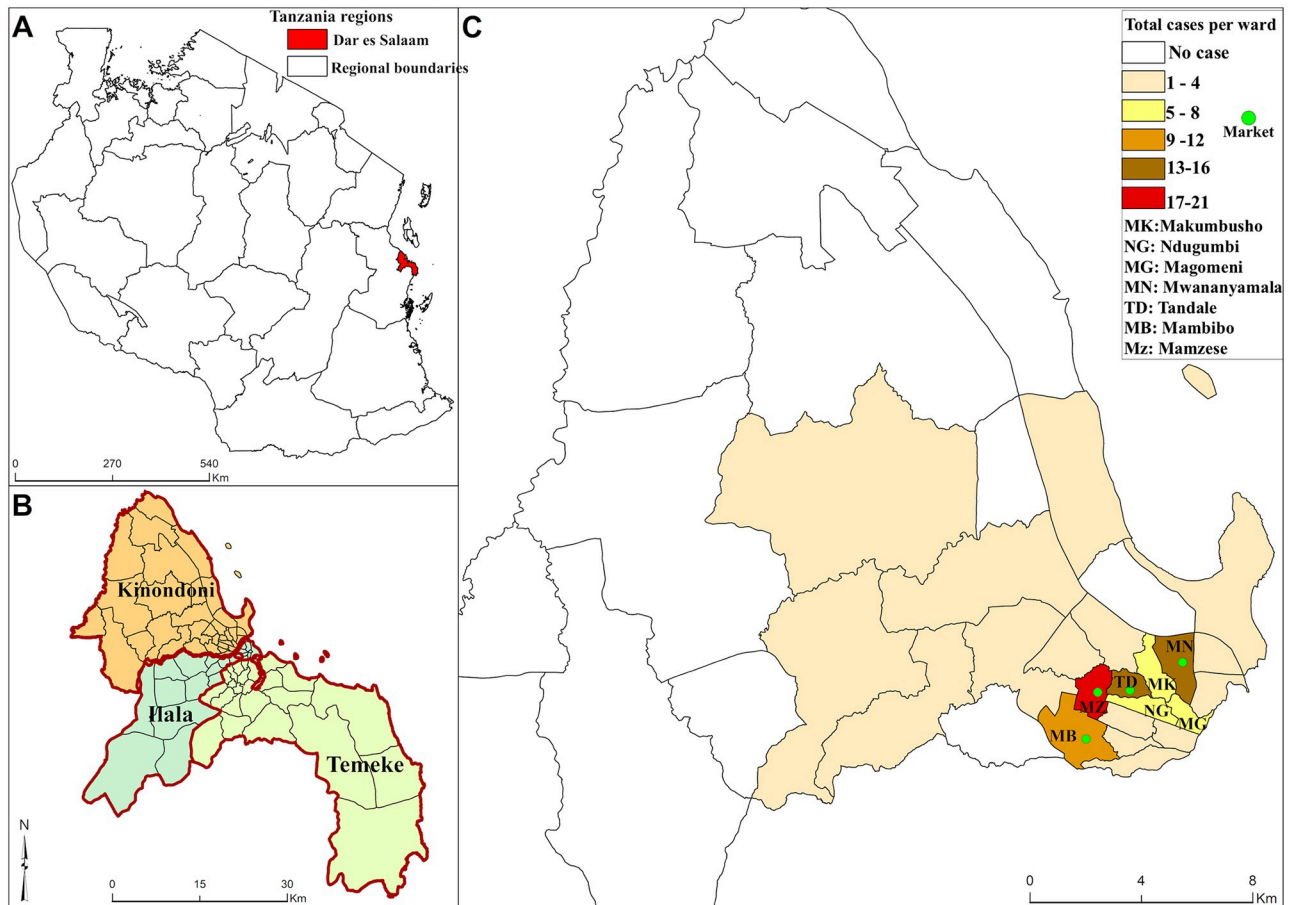 A
Tanzania regions
Dar es Salaam
Regional boundaries
0 270 540
Km
B
Kinondoni
Ilala
Temeke
N
0 15 30
Km
C
Total cases per ward
No case
1 - 4
5 - 8
9 -12
13-16
17-21
Market
MK:Makumbusho
NG: Ndugumbi
MG: Magomeni
MN: Mwananyamala
TD: Tandale
MB: Mambibo
Mz: Mamzese
MN
TD
MK
MZ
NG
MG
MB
0 4 8
Km